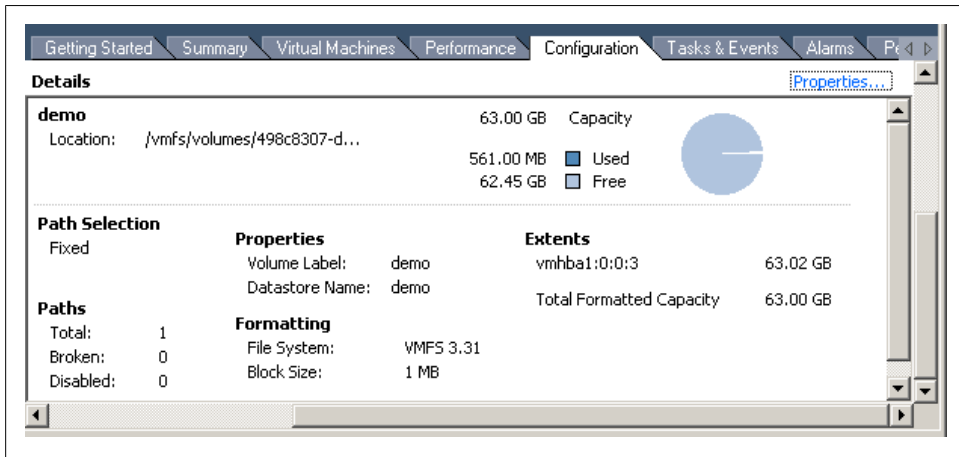 Getting Started Summary Virtual Machines Performance Configuration Tasks & Events Alarms
Details Properties...
demo
Location: /vmfs/volumes/498c8307-d...
63.00 GB Capacity
561.00 MB Used
62.45 GB Free
Path Selection
Fixed
Paths
Total: 1
Broken: 0
Disabled: 0
Properties
Volume Label: demo
Datastore Name: demo
Formatting
File System: VMFS 3.31
Block Size: 1 MB
Extents
vmhba1:0:0:3 63.02 GB
Total Formatted Capacity 63.00 GB